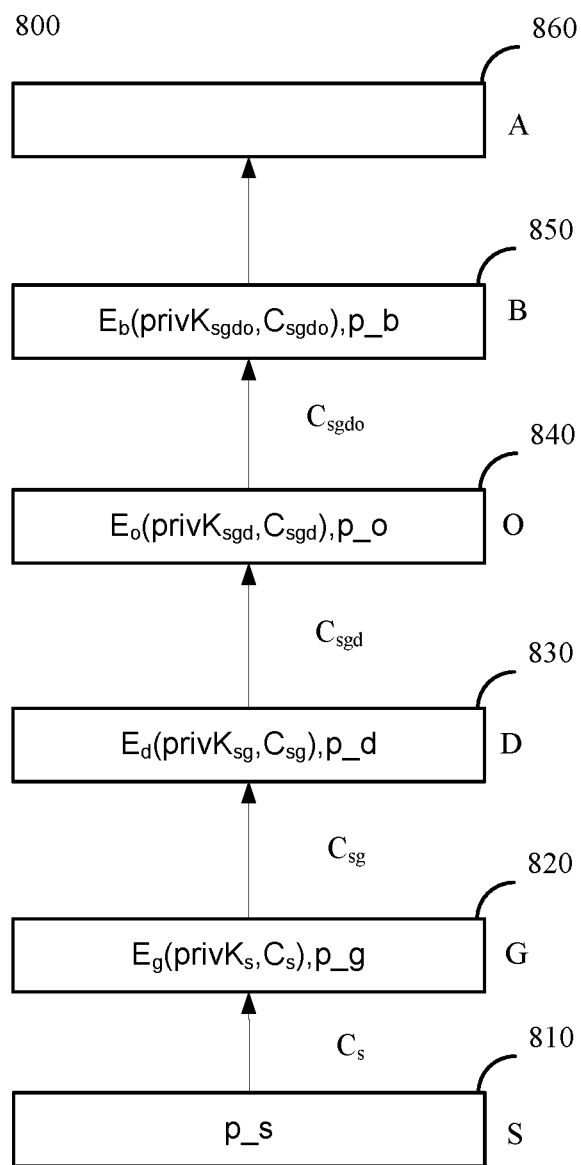 800
860
A
850
E_b(privK_sgdo,C_sgdo),p_b
B
C_sgdo
840
E_o(privK_sgd,C_sgd),p_o
O
C_sgd
830
E_d(privK_sg,C_sg),p_d
D
C_sg
820
E_g(privK_s,C_s),p_g
G
C_s
810
p_s
S